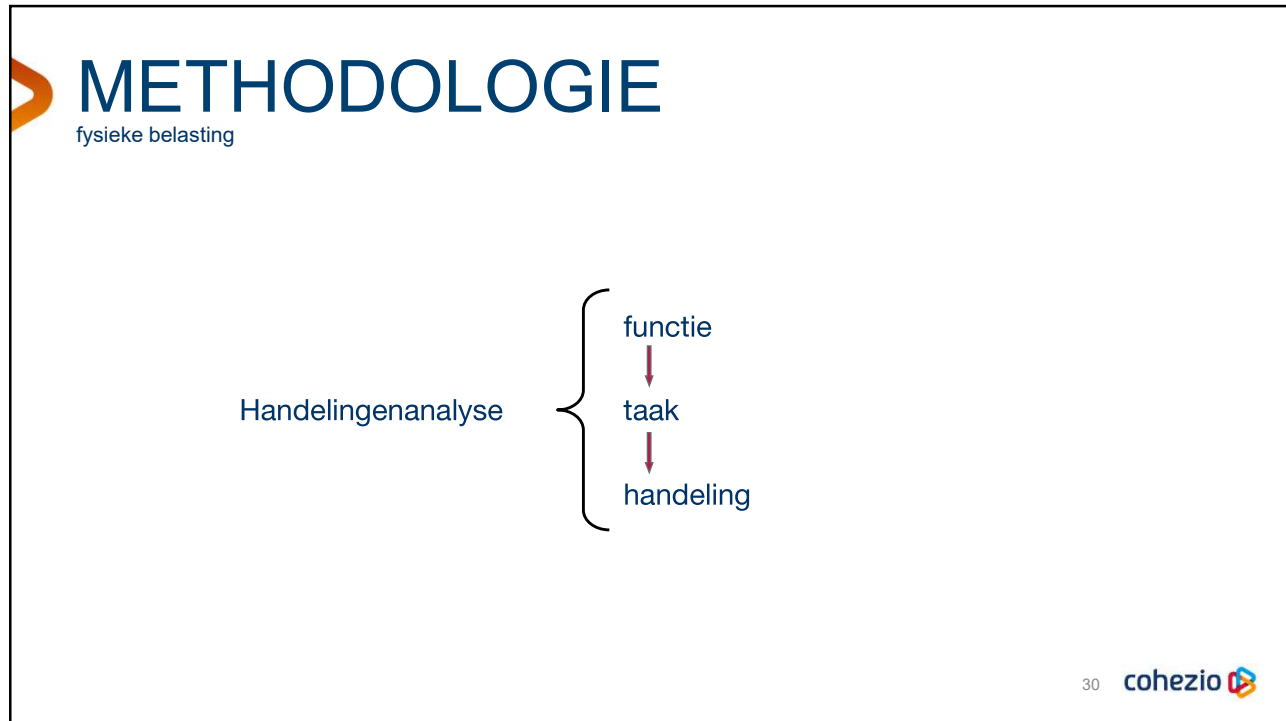 METHODOLOGIE
fysieke belasting
functie
Handelingenanalyse
taak
handeling
30
cohezio